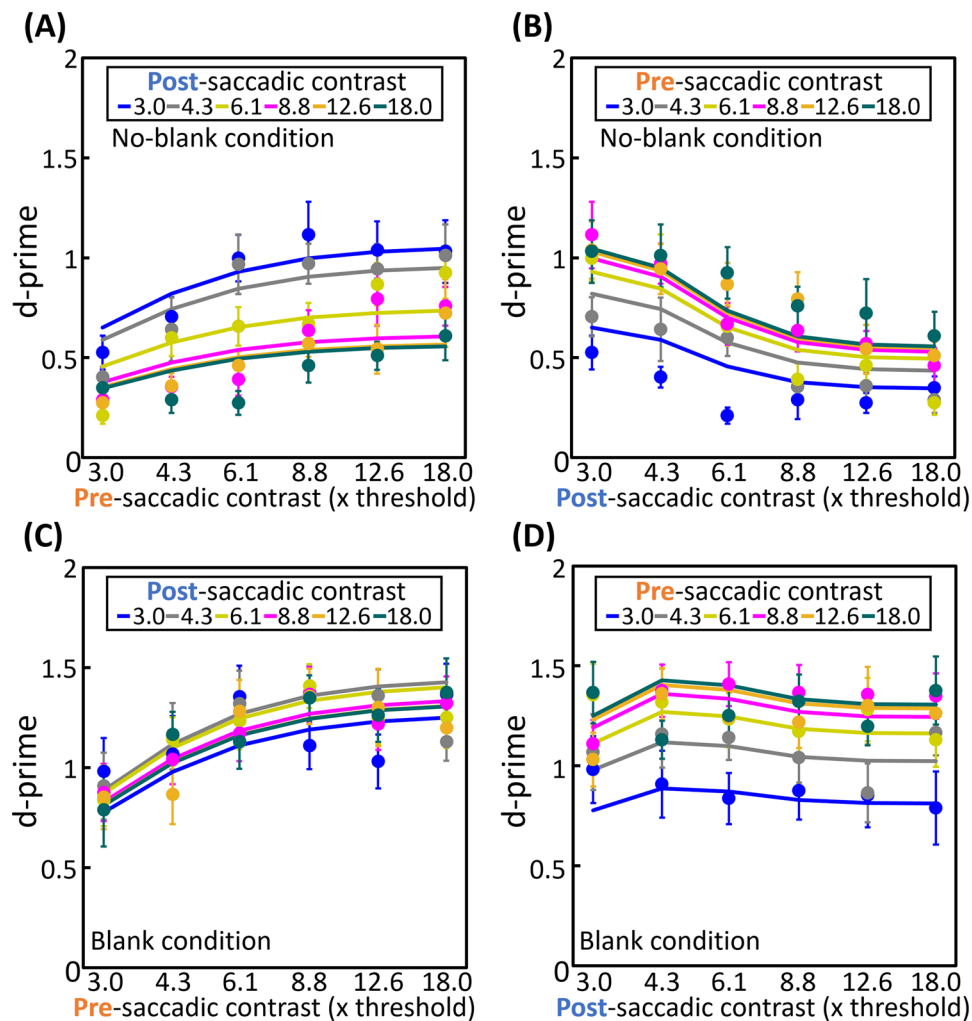 (A)
2
1.5
1
0.5
0
d-prime
Post-saccadic contrast
3.0 4.3 6.1 8.8 12.6 18.0
No-blank condition
3.0 4.3 6.1 8.8 12.6 18.0
Pre-saccadic contrast (x threshold)
(B)
2
1.5
1
0.5
0
d-prime
Pre-saccadic contrast
3.0 4.3 6.1 8.8 12.6 18.0
No-blank condition
3.0 4.3 6.1 8.8 12.6 18.0
Post-saccadic contrast (x threshold)
(C)
2
1.5
1
0.5
0
d-prime
Post-saccadic contrast
3.0 4.3 6.1 8.8 12.6 18.0
Blank condition
3.0 4.3 6.1 8.8 12.6 18.0
Pre-saccadic contrast (x threshold)
(D)
2
1.5
1
0.5
0
d-prime
Pre-saccadic contrast
3.0 4.3 6.1 8.8 12.6 18.0
Blank condition
3.0 4.3 6.1 8.8 12.6 18.0
Post-saccadic contrast (x threshold)